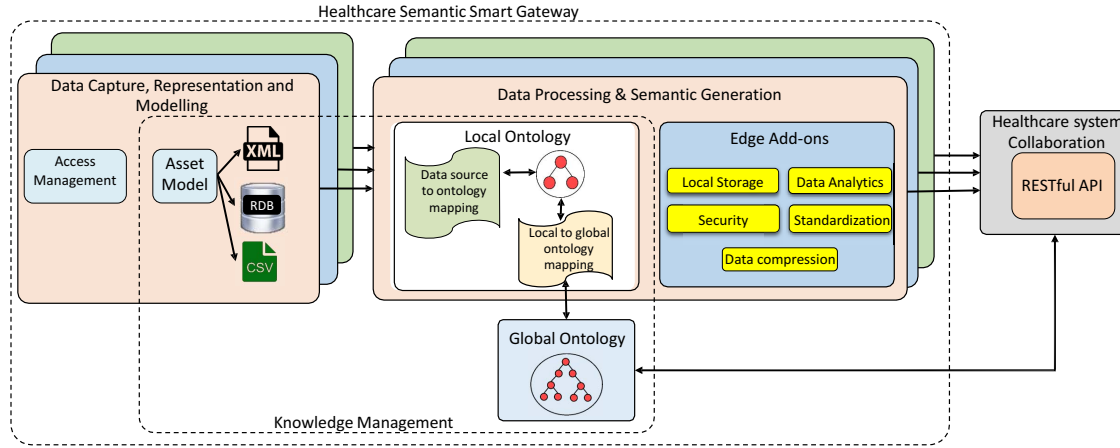 Healthcare Semantic Smart Gateway
Data Capture, Representation and
Modelling
Access
Management
Asset
Model
XML
RDB
CSV
Data Processing & Semantic Generation
Local Ontology
Data source
to ontology
mapping
Local to global
ontology
mapping
Edge Add-ons
Local Storage
Data Analytics
Security
Standardization
Data compression
Healthcare system
Collaboration
RESTful API
Global Ontology
Knowledge Management